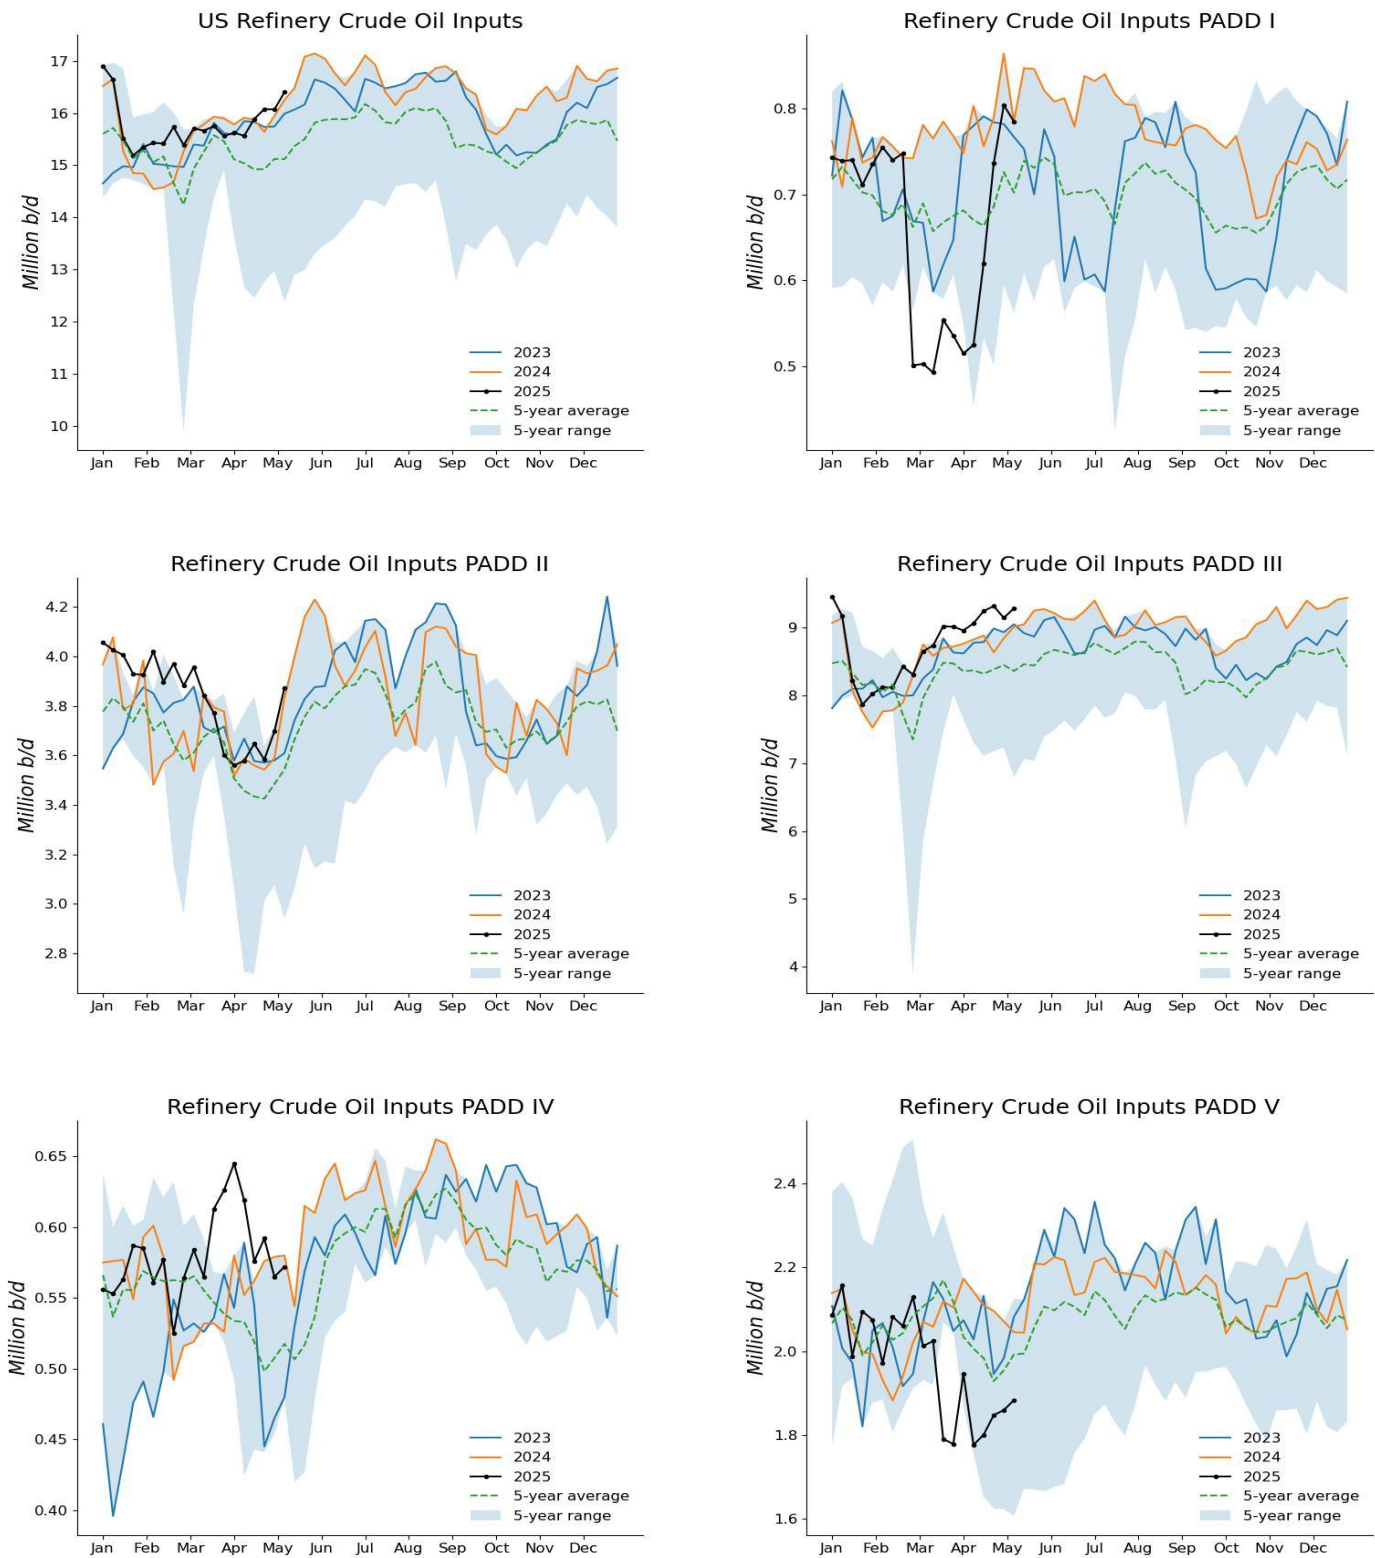 US Refinery Crude Oil Inputs
Million b/d
17
16
15
14
13
12
11
10
2023
2024
2025
5-year average
5-year range
Jan Feb Mar Apr May Jun Jul Aug Sep Oct Nov Dec
Refinery Crude Oil Inputs PADD I
Million b/d
0.8
0.7
0.6
0.5
2023
2024
2025
5-year average
5-year range
Jan Feb Mar Apr May Jun Jul Aug Sep Oct Nov Dec
Refinery Crude Oil Inputs PADD II
Million b/d
4.2
4.0
3.8
3.6
3.4
3.2
3.0
2.8
2023
2024
2025
5-year average
5-year range
Jan Feb Mar Apr May Jun Jul Aug Sep Oct Nov Dec
Refinery Crude Oil Inputs PADD III
Million b/d
9
8
7
6
5
4
2023
2024
2025
5-year average
5-year range
Jan Feb Mar Apr May Jun Jul Aug Sep Oct Nov Dec
Refinery Crude Oil Inputs PADD IV
Million b/d
0.65
0.60
0.55
0.50
0.45
0.40
2023
2024
2025
5-year average
5-year range
Jan Feb Mar Apr May Jun Jul Aug Sep Oct Nov Dec
Refinery Crude Oil Inputs PADD V
Million b/d
2.4
2.2
2.0
1.8
1.6
2023
2024
2025
5-year average
5-year range
Jan Feb Mar Apr May Jun Jul Aug Sep Oct Nov Dec